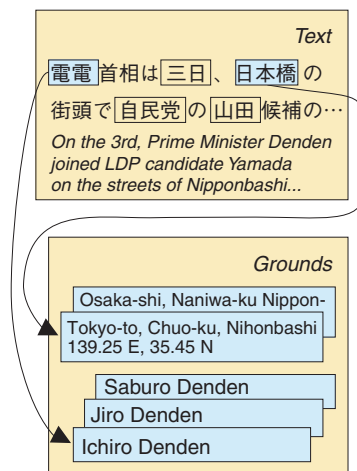 Text
電電首相は三日、日本橋の
街頭で自民党の山田候補の…
On the 3rd, Prime Minister Denden
joined LDP candidate Yamada
on the streets of Nipponbashi...
Grounds
Osaka-shi, Naniwa-ku Nippon-
Tokyo-to, Chuo-ku, Nihonbashi
139.25 E, 35.45 N
Saburo Denden
Jiro Denden
Ichiro Denden